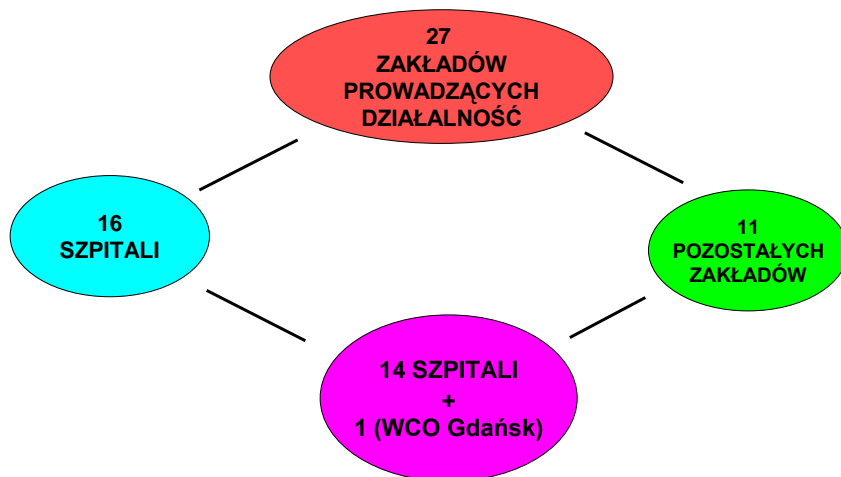 27
ZAKŁADÓW
PROWADZĄCYCH
DZIAŁALNOŚĆ
16
SZPITALI
11
POZOSTAŁYCH
ZAKŁADÓW
14 SZPITALI
+
1 (WCO Gdańsk)